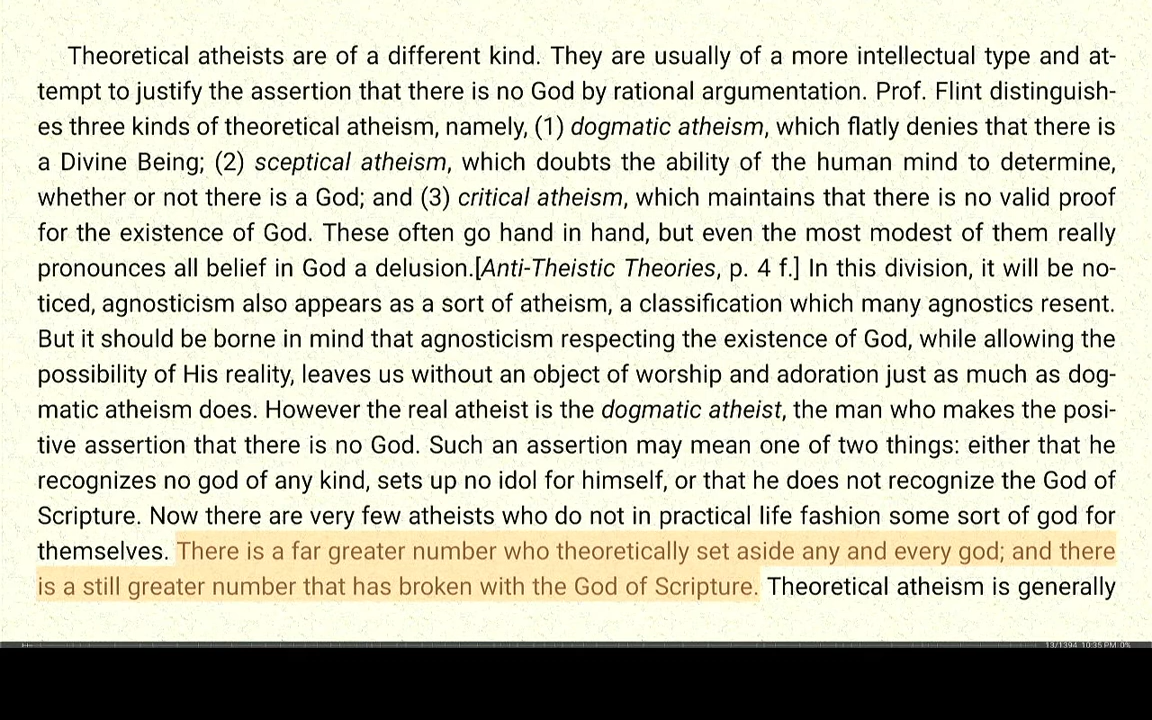 Theoretical atheists are of a different kind. They are usually of a more intellectual type and at-
tempt to justify the assertion that there is no God by rational argumentation. Prof. Flint distinguish-
es three kinds of theoretical atheism, namely, (1) dogmatic atheism, which flatly denies that there is
a Divine Being; (2) sceptical atheism, which doubts the ability of the human mind to determine,
whether or not there is a God; and (3) critical atheism, which maintains that there is no valid proof
for the existence of God. These often go hand in hand, but even the most modest of them really
pronounces all belief in God a delusion.[Anti-Theistic Theories, p. 4 f.] In this division, it will be no-
ticed, agnosticism also appears as a sort of atheism, a classification which many agnostics resent.
But it should be borne in mind that agnosticism respecting the existence of God, while allowing the
possibility of His reality, leaves us without an object of worship and adoration just as much as dog-
matic atheism does. However the real atheist is the dogmatic atheist, the man who makes the posi-
tive assertion that there is no God. Such an assertion may mean one of two things: either that he
recognizes no god of any kind, sets up no idol for himself, or that he does not recognize the God of
Scripture. Now there are very few atheists who do not in practical life fashion some sort of god for
themselves. There is a far greater number who theoretically set aside any and every god; and there
is a still greater number that has broken with the God of Scripture. Theoretical atheism is generally
13/1394 10:35 PM 0%